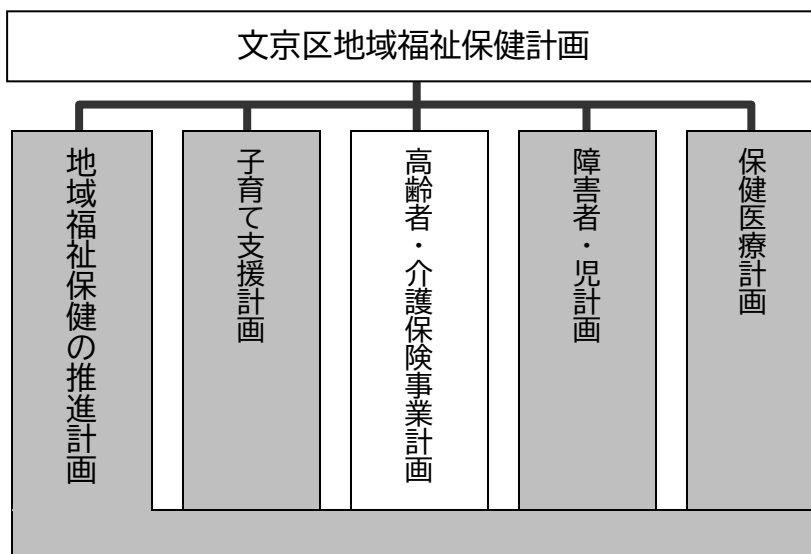 文京区地域福祉保健計画
地域福祉保健の推進計画
子育て支援計画
高齢者・介護保険事業計画
障害者・児計画
保健医療計画